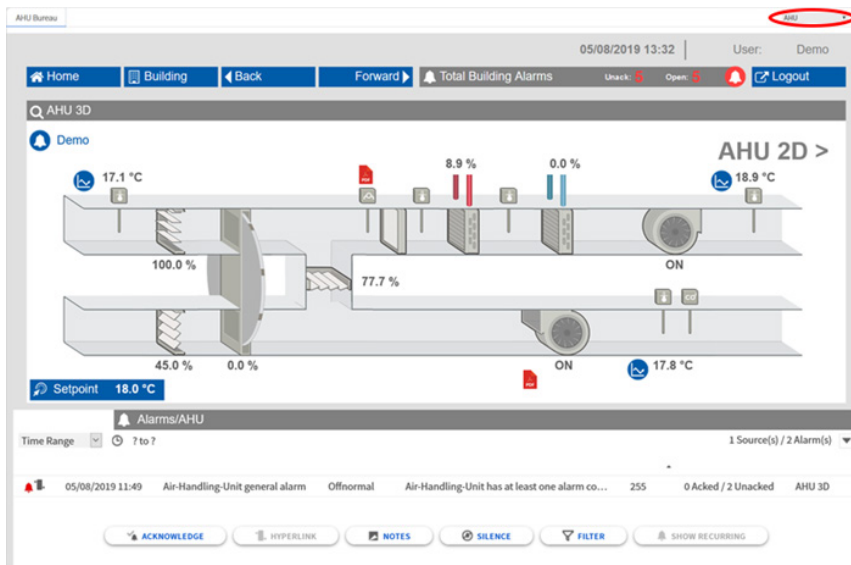 AHU Bureau
AHU
05/08/2019 13:32 User: Demo
Home Building Back Forward Total Building Alarms Unack: 5 Open: 5 Logout
AHU 3D
Demo
AHU 2D >
17.1 °C
PDF
8.9 %
0.0 %
18.9 °C
100.0 %
77.7 %
ON
45.0 %
0.0 %
ON
17.8 °C
PDF
Setpoint 18.0 °C
Alarms/AHU
Time Range ? to ? 1 Source(s) / 2 Alarm(s)
05/08/2019 11:49 Air-Handling-Unit general alarm Offnormal Air-Handling-Unit has at least one alarm co... 255 0 Acked / 2 Unacked AHU 3D
ACKNOWLEDGE HYPERLINK NOTES SILENCE FILTER SHOW RECURRING